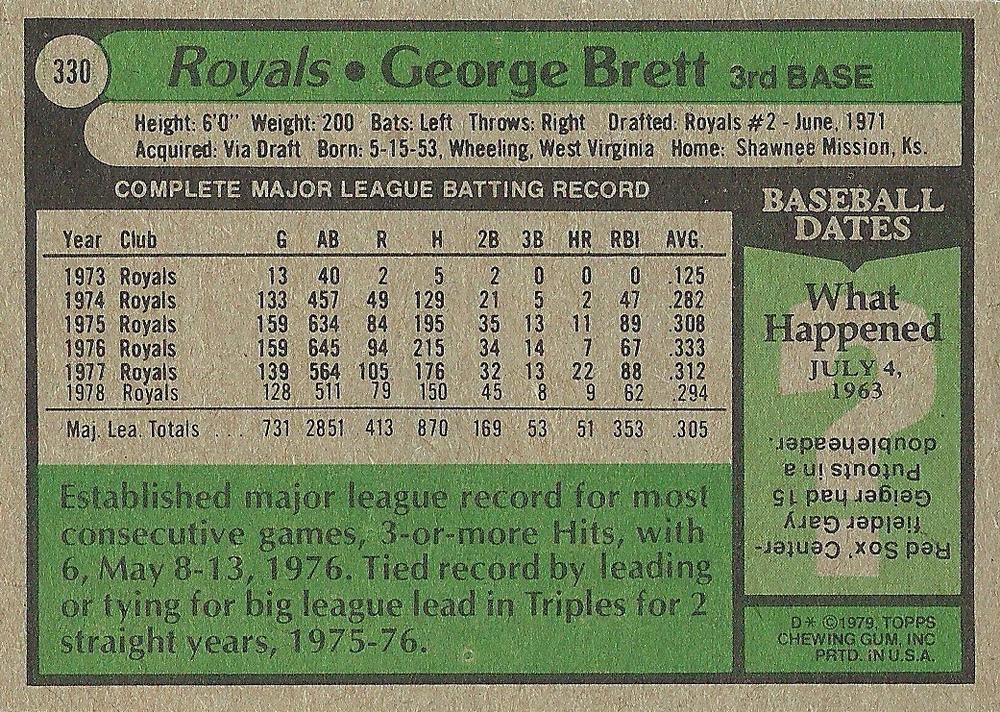 330
Royals • George Brett 3rd BASE
Height: 6'0" Weight: 200 Bats: Left Throws: Right Drafted: Royals #2 - June, 1971
Acquired: Via Draft Born: 5-15-53, Wheeling, West Virginia Home: Shawnee Mission, Ks.
COMPLETE MAJOR LEAGUE BATTING RECORD
Year Club G AB R H 2B 3B HR RBI AVG.
1973 Royals 13 40 2 5 2 0 0 0 .125
1974 Royals 133 457 49 129 21 5 2 47 .282
1975 Royals 159 634 84 195 35 13 11 89 .308
1976 Royals 159 645 94 215 34 14 7 67 .333
1977 Royals 139 564 105 176 32 13 22 88 .312
1978 Royals 128 511 79 150 45 8 9 62 .294
Maj. Lea. Totals ... 731 2851 413 870 169 53 51 353 .305
Established major league record for most
consecutive games, 3-or-more Hits, with
6, May 8-13, 1976. Tied record by leading
or tying for big league lead in Triples for 2
straight years, 1975-76.
BASEBALL
DATES
What
Happened
JULY 4,
1963
?
Red Sox' Center-
fielder Gary
Geiger had 15
Putouts in a
doubleheader.
D* ©1979, TOPPS
CHEWING GUM, INC
PRTD. IN U.S.A.